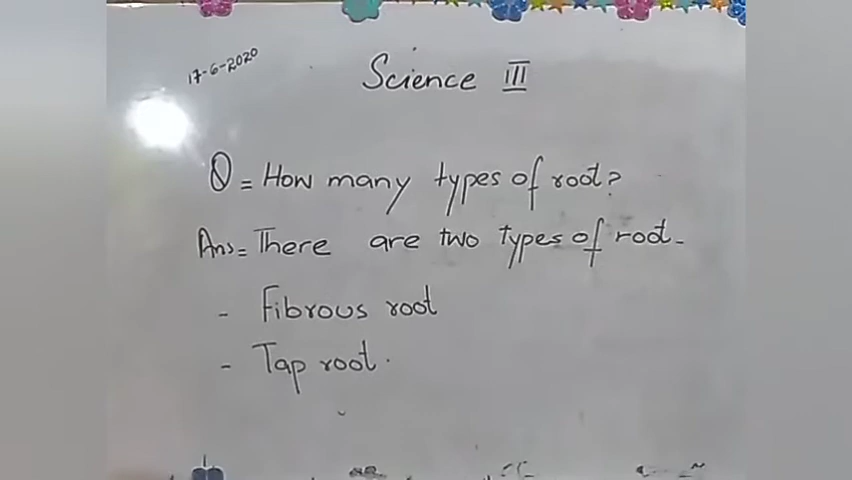 17-6-2020
Science III
Q = How many types of root?
Ans = There are two types of root-
- Fibrous root
- Tap root.